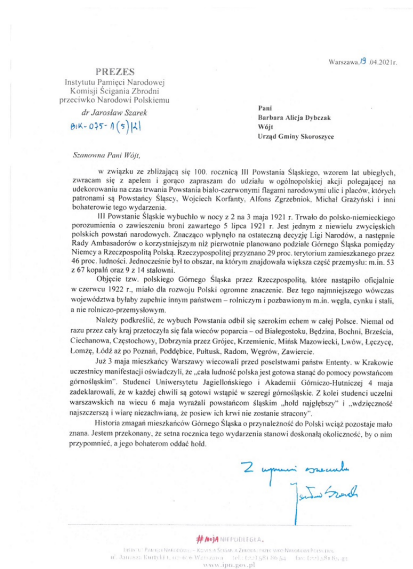 Warszawa, 19.04.2021r.
PREZES
Instytutu Pamięci Narodowej
Komisji Ścigania Zbrodni
przeciwko Narodowi Polskiemu
dr Jarosław Szarek
BIK-075-1(5)/21
Pani
Barbara Alicja Dybczak
Wójt
Urząd Gminy Skoroszyce
Szanowna Pani Wójt,
w związku ze zbliżającą się 100. rocznicą III Powstania Śląskiego, wzorem lat ubiegłych,
zwracam się z apelem i gorąco zapraszam do udziału w ogólnopolskiej akcji polegającej na
udekorowaniu na czas trwania Powstania biało-czerwonymi flagami narodowymi ulic i placów, których
patronami są Powstańcy Śląscy, Wojciech Korfanty, Alfons Zgrzebniok, Michał Grażyński i inni
bohaterowie tego wydarzenia.
III Powstanie Śląskie wybuchło w nocy z 2 na 3 maja 1921 r. Trwało do polsko-niemieckiego
porozumienia o zawieszeniu broni zawartego 5 lipca 1921 r. Jest jednym z niewielu zwycięskich
polskich powstań narodowych. Znacząco wpłynęło na ostateczną decyzję Ligi Narodów, a następnie
Rady Ambasadorów o korzystniejszym niż pierwotnie planowano podziale Górnego Śląska pomiędzy
Niemcy a Rzeczpospolitą Polską. Rzeczypospolitej przyznano 29 proc. terytorium zamieszkanego przez
46 proc. ludności. Jednocześnie był to obszar, na którym znajdowała większa część przemysłu: m.in. 53
z 67 kopalń oraz 9 z 14 stalowni.
Objęcie tzw. polskiego Górnego Śląska przez Rzeczpospolitą, które nastąpiło oficjalnie
w czerwcu 1922 r., miało dla rozwoju Polski ogromne znaczenie. Bez tego najmniejszego wówczas
województwa byłaby zupełnie innym państwem – rolniczym i pozbawionym m.in. węgla, cynku i stali,
a nie rolniczo-przemysłowym.
Należy podkreślić, że wybuch Powstania odbił się szerokim echem w całej Polsce. Niemal od
razu przez cały kraj przetoczyła się fala wieców poparcia – od Białegostoku, Będzina, Bochni, Brześcia,
Ciechanowa, Częstochowy, Dobrzynia przez Grójec, Krzemieniec, Mińsk Mazowiecki, Lwów, Łęczycę,
Łomżę, Łódź aż po Poznań, Poddębice, Pułtusk, Radom, Węgrów, Zawiercie.
Już 3 maja mieszkańcy Warszawy wiecowali przed poselstwami państw Ententy. w Krakowie
uczestnicy manifestacji oświadczyli, że „cała ludność polska jest gotowa stanąć do pomocy powstańcom
górnośląskim”. Studenci Uniwersytetu Jagiellońskiego i Akademii Górniczo-Hutniczej 4 maja
zadeklarowali, że w każdej chwili są gotowi wstąpić w szeregi górnośląskie. Z kolei studenci uczelni
warszawskich na wiecu 6 maja wyrażali powstańcom śląskim „hołd najgłębszy” i „wdzięczność
najszczerszą i wiarę niezachwianą, że posiew ich krwi nie zostanie stracony”.
Historia zmagań mieszkańców Górnego Śląska o przynależność do Polski wciąż pozostaje mało
znana. Jestem przekonany, że setna rocznica tego wydarzenia stanowi doskonałą okoliczność, by o nim
przypomnieć, a jego bohaterom oddać hołd.
Z wyrazami szacunku
Jarosław Szarek
##MOJANIEPODLEGŁA
www.ipn.gov.pl